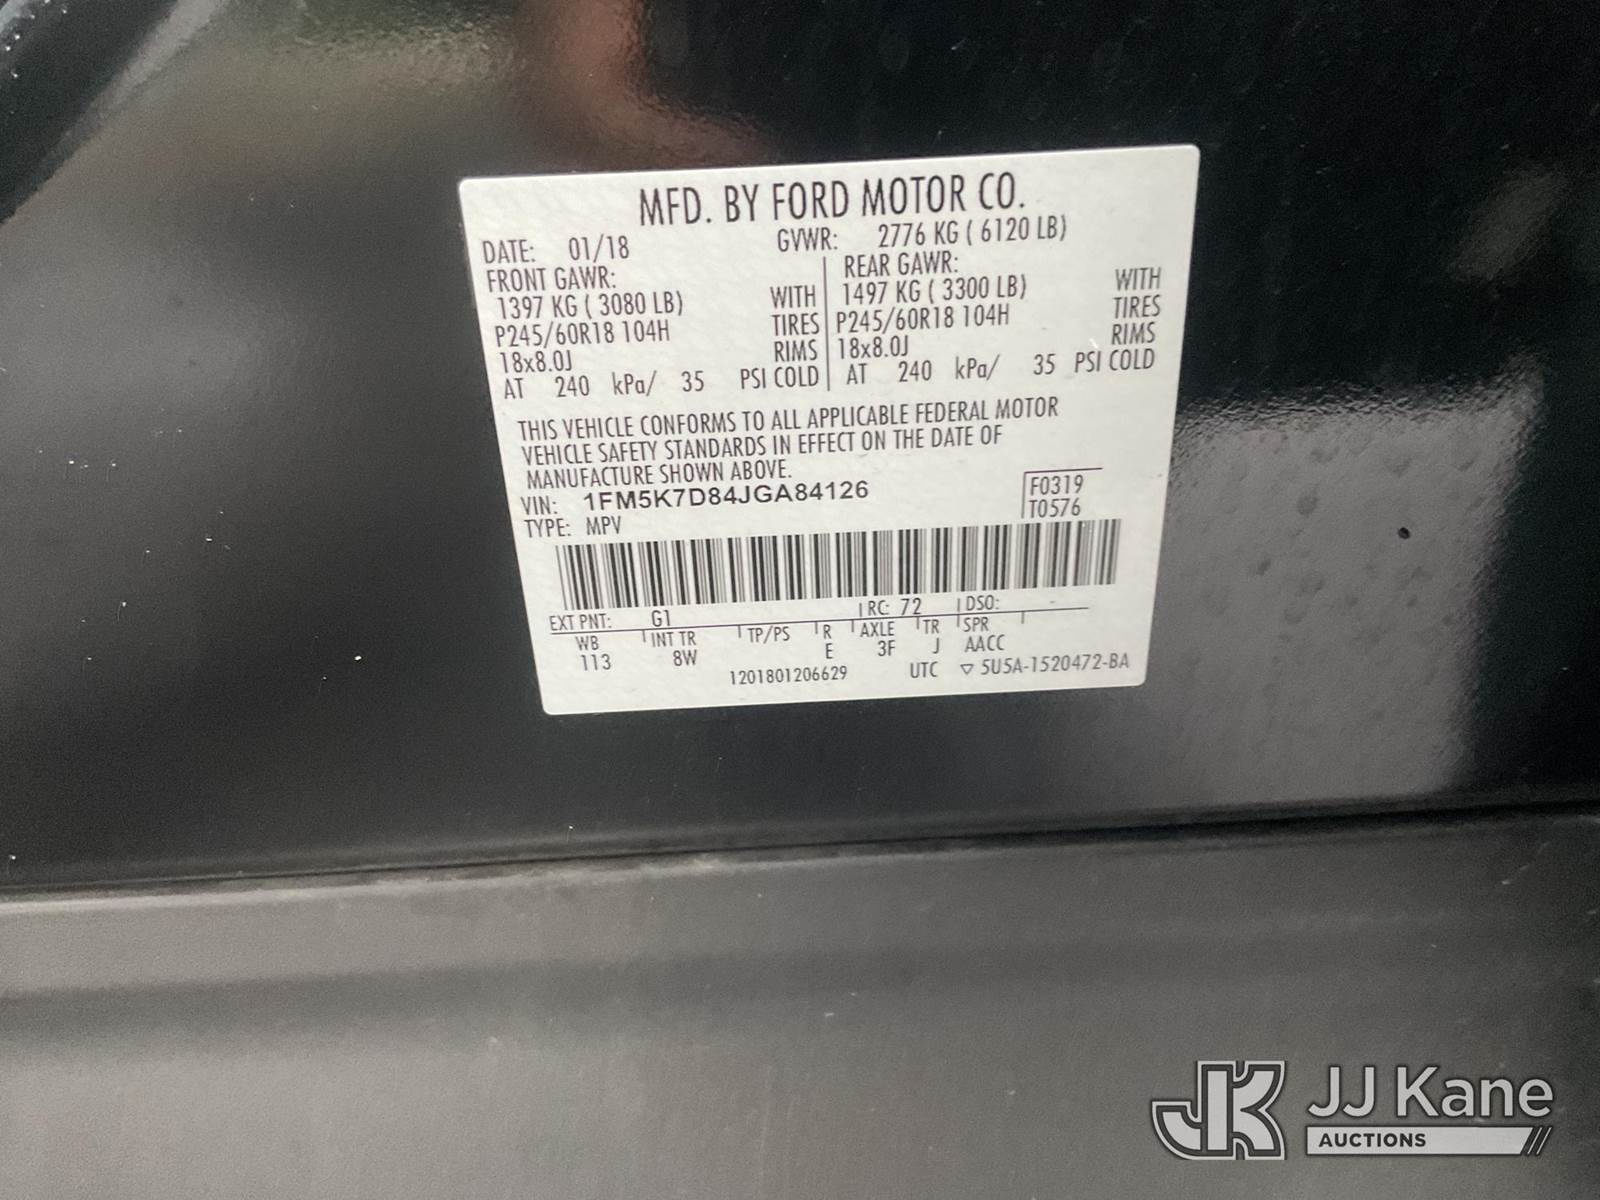 MFD. BY FORD MOTOR CO.
DATE: 01/18 GVWR: 2776 KG ( 6120 LB)
FRONT GAWR: REAR GAWR:
1397 KG ( 3080 LB) WITH 1497 KG ( 3300 LB) WITH
P245/60R18 104H TIRES P245/60R18 104H TIRES
18x8.0J RIMS 18x8.0J RIMS
AT 240 kPa/ 35 PSI COLD AT 240 kPa/ 35 PSI COLD
THIS VEHICLE CONFORMS TO ALL APPLICABLE FEDERAL MOTOR
VEHICLE SAFETY STANDARDS IN EFFECT ON THE DATE OF
MANUFACTURE SHOWN ABOVE.
VIN: 1FM5K7D84JGA84126 F0319
TYPE: MPV T0576
EXT PNT: G1 RC: 72 DSO: -
WB INT TR TP/PS R AXLE TR SPR
113 8W E 3F J AACC
1201801206629 UTC ▽ 5U5A-1520472-BA
JK JJ Kane
AUCTIONS